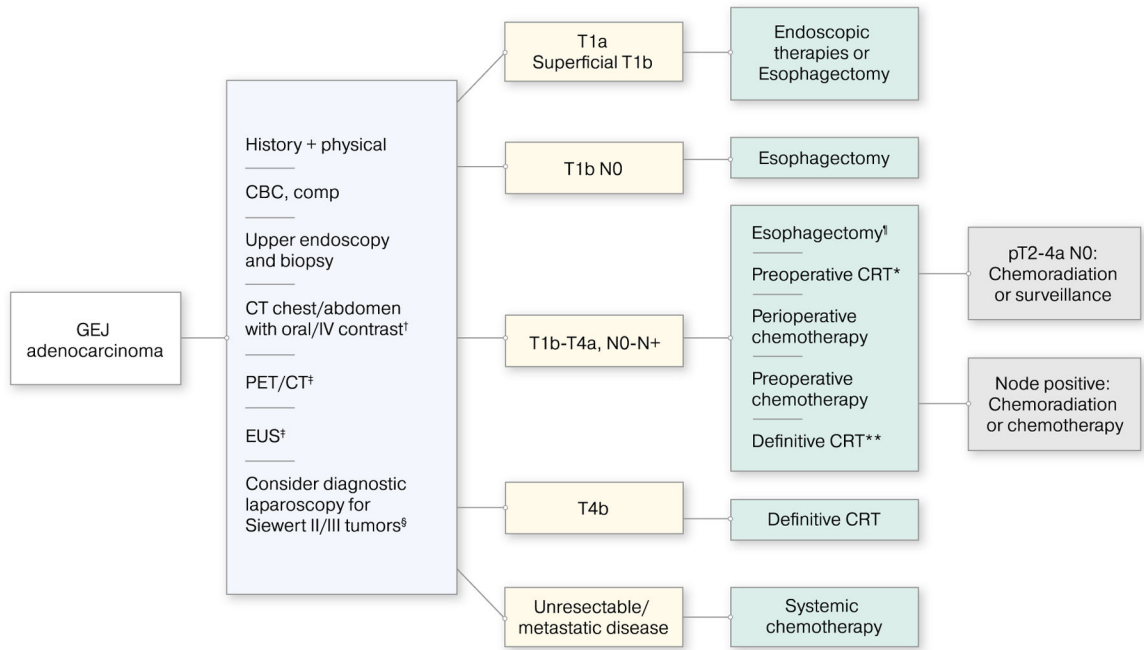 GEJ
adenocarcinoma
History + physical
CBC, comp
Upper endoscopy
and biopsy
CT chest/abdomen
with oral/IV contrast†
PET/CT‡
EUS‡
Consider diagnostic
laparoscopy for
Siewert II/III tumors§
T1a
Superficial T1b
Endoscopic
therapies or
Esophagectomy
T1b N0
Esophagectomy
T1b-T4a, N0-N+
Esophagectomy¶
Preoperative CRT*
Perioperative
chemotherapy
Preoperative
chemotherapy
Definitive CRT**
pT2-4a N0:
Chemoradiation
or surveillance
Node positive:
Chemoradiation
or chemotherapy
T4b
Definitive CRT
Unresectable/
metastatic disease
Systemic
chemotherapy